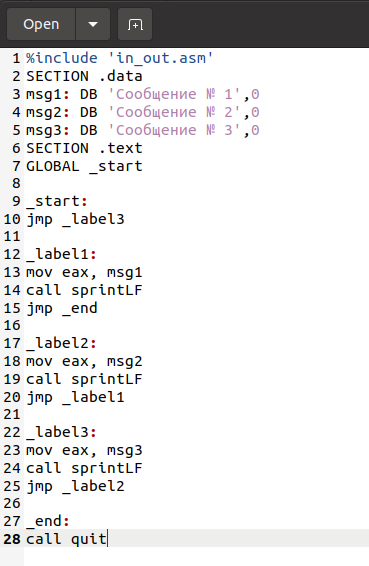 Open
1 %include 'in_out.asm'
2 SECTION .data
3 msg1: DB 'Сообщение № 1',0
4 msg2: DB 'Сообщение № 2',0
5 msg3: DB 'Сообщение № 3',0
6 SECTION .text
7 GLOBAL _start
8
9 _start:
10 jmp _label3
11
12 _label1:
13 mov eax, msg1
14 call sprintLF
15 jmp _end
16
17 _label2:
18 mov eax, msg2
19 call sprintLF
20 jmp _label1
21
22 _label3:
23 mov eax, msg3
24 call sprintLF
25 jmp _label2
26
27 _end:
28 call quit